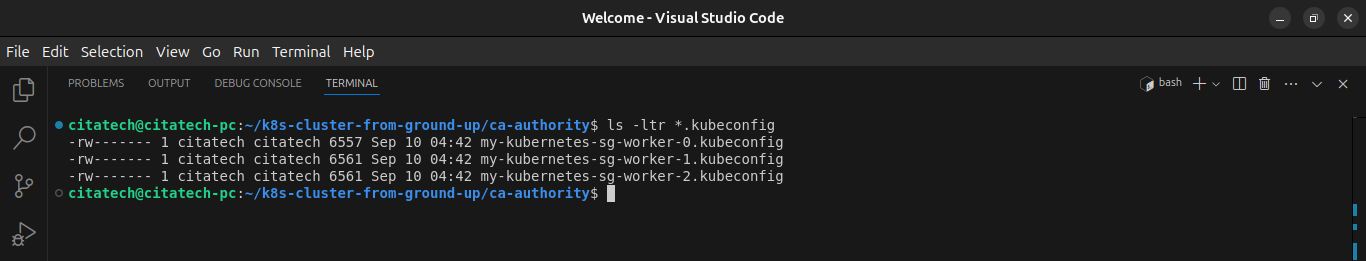 Welcome - Visual Studio Code
File Edit Selection View Go Run Terminal Help
PROBLEMS OUTPUT DEBUG CONSOLE TERMINAL bash
citatech@citatech-pc:~/k8s-cluster-from-ground-up/ca-authority$ ls -ltr *.kubeconfig
-rw------- 1 citatech citatech 6557 Sep 10 04:42 my-kubernetes-sg-worker-0.kubeconfig
-rw------- 1 citatech citatech 6561 Sep 10 04:42 my-kubernetes-sg-worker-1.kubeconfig
-rw------- 1 citatech citatech 6561 Sep 10 04:42 my-kubernetes-sg-worker-2.kubeconfig
citatech@citatech-pc:~/k8s-cluster-from-ground-up/ca-authority$